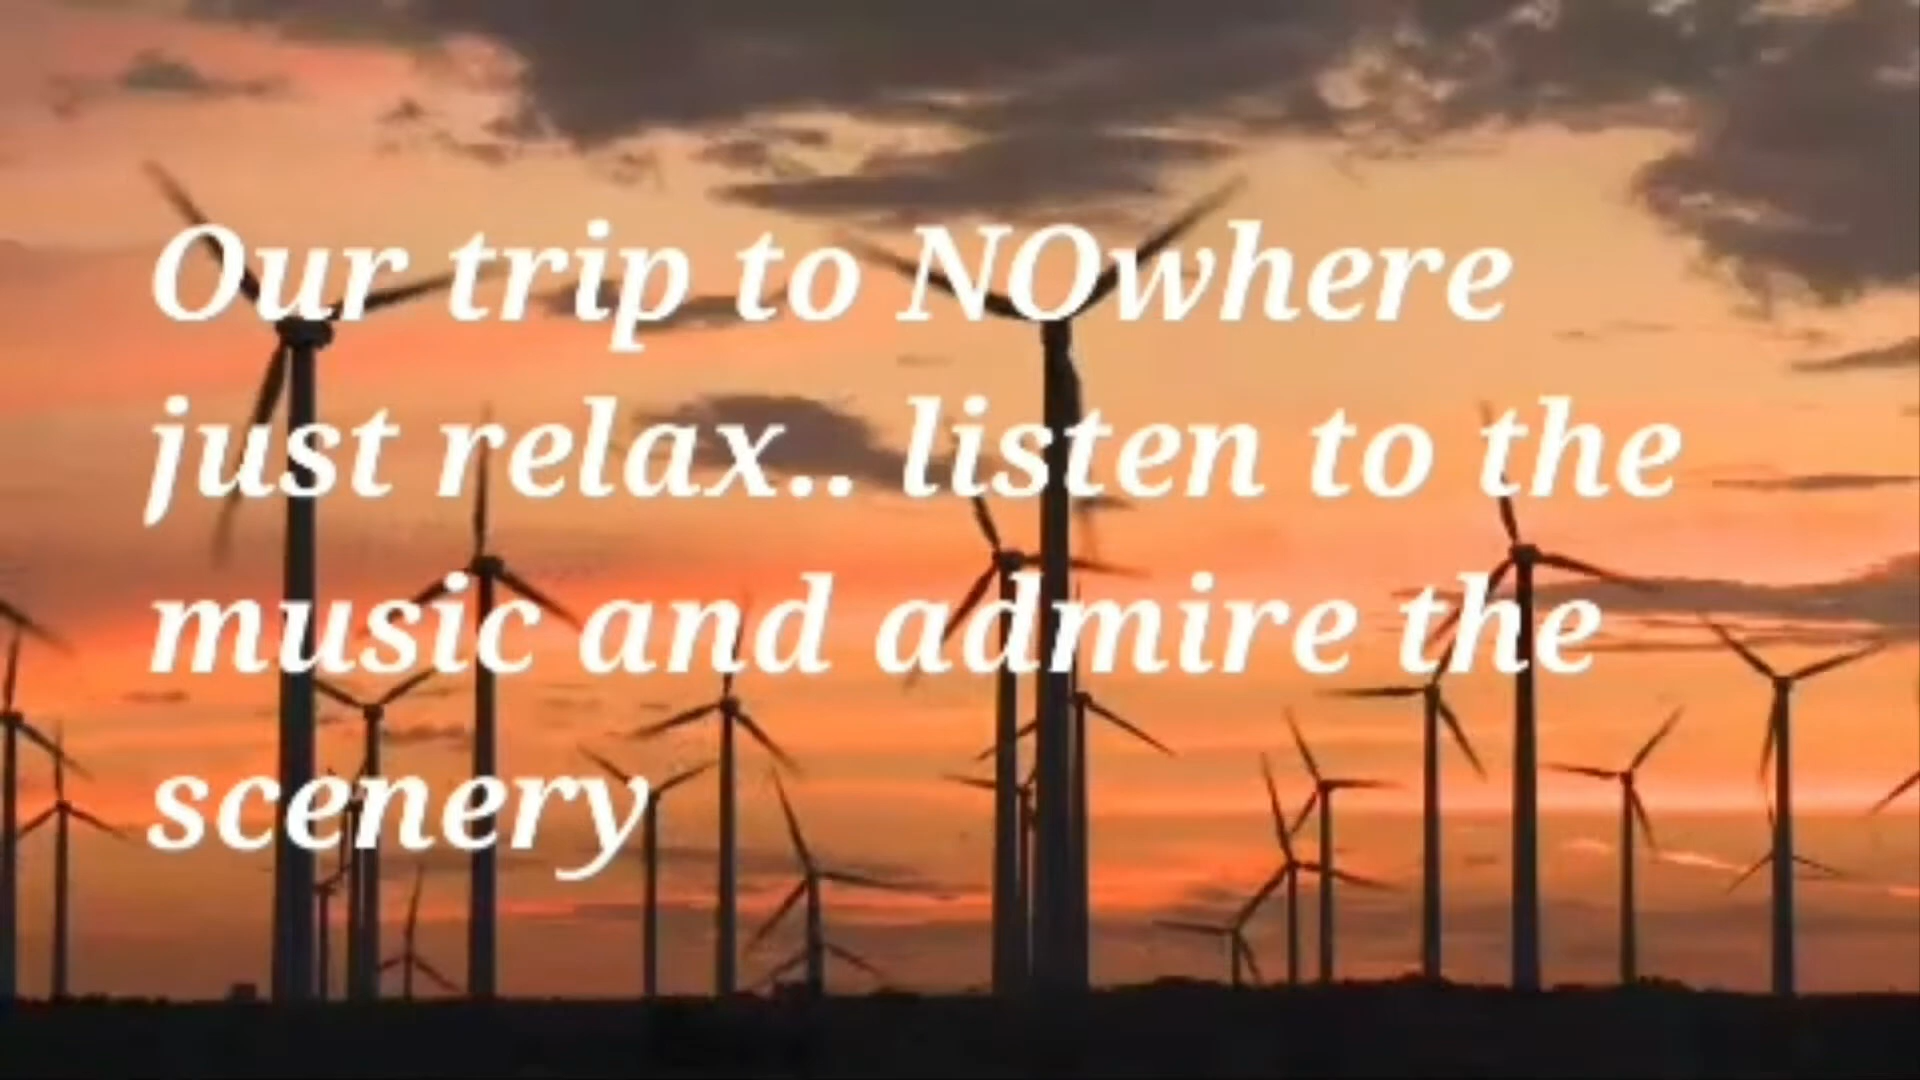 Our trip to NOwhere
just relax.. listen to the
music and admire the
scenery